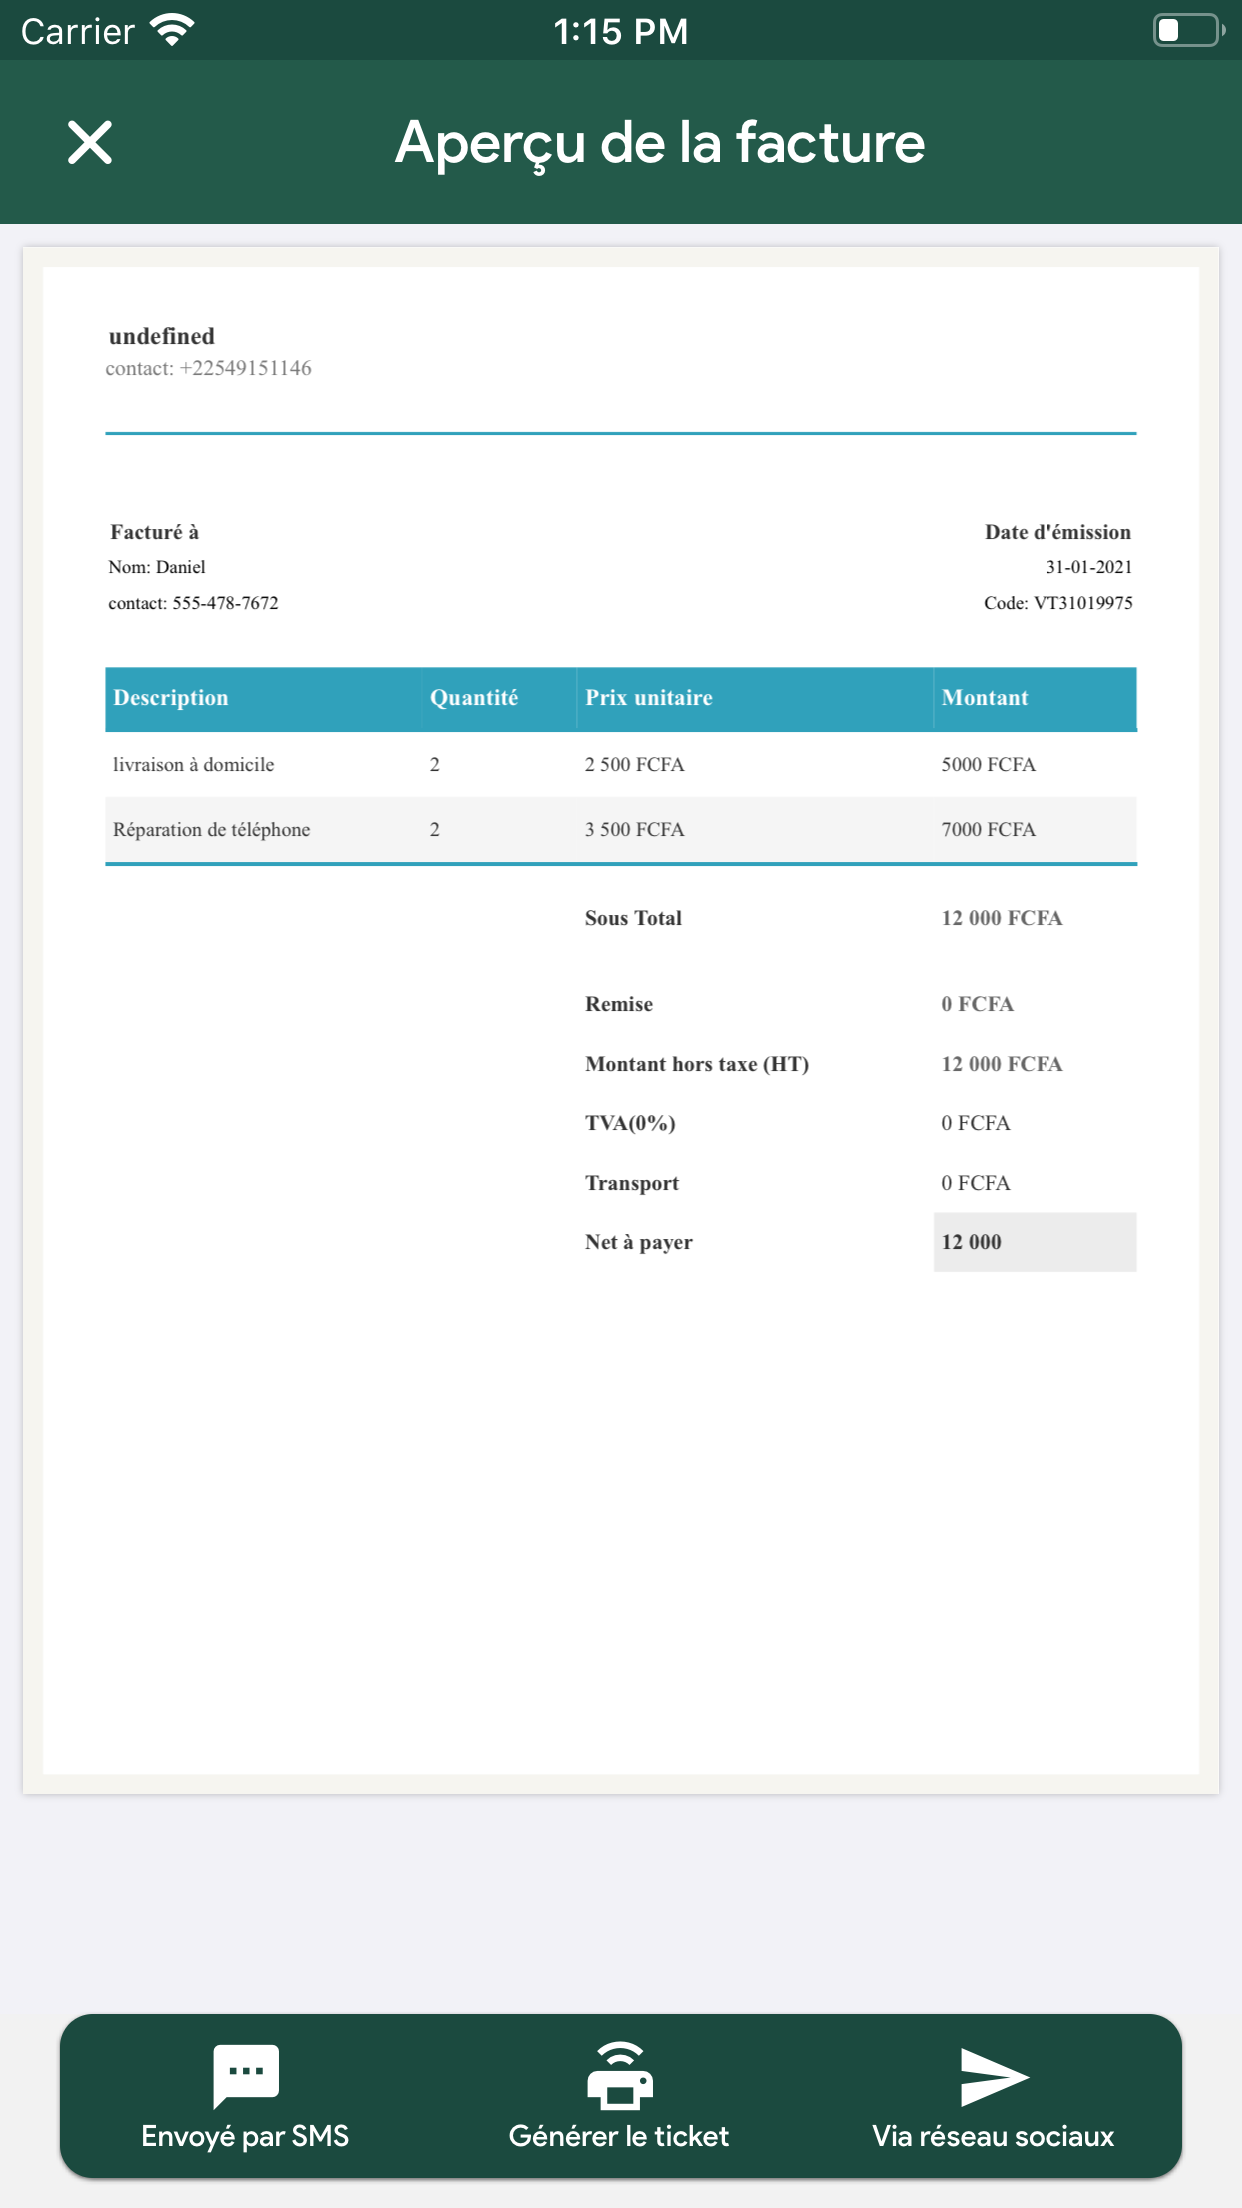 Carrier 1:15 PM
Aperçu de la facture
undefined
contact: +22549151146
Facturé à Date d'émission
Nom: Daniel 31-01-2021
contact: 555-478-7672 Code: VT31019975
Description Quantité Prix unitaire Montant
livraison à domicile 2 2 500 FCFA 5000 FCFA
Réparation de téléphone 2 3 500 FCFA 7000 FCFA
Sous Total 12 000 FCFA
Remise 0 FCFA
Montant hors taxe (HT) 12 000 FCFA
TVA(0%) 0 FCFA
Transport 0 FCFA
Net à payer 12 000
Envoyé par SMS Générer le ticket Via réseau sociaux